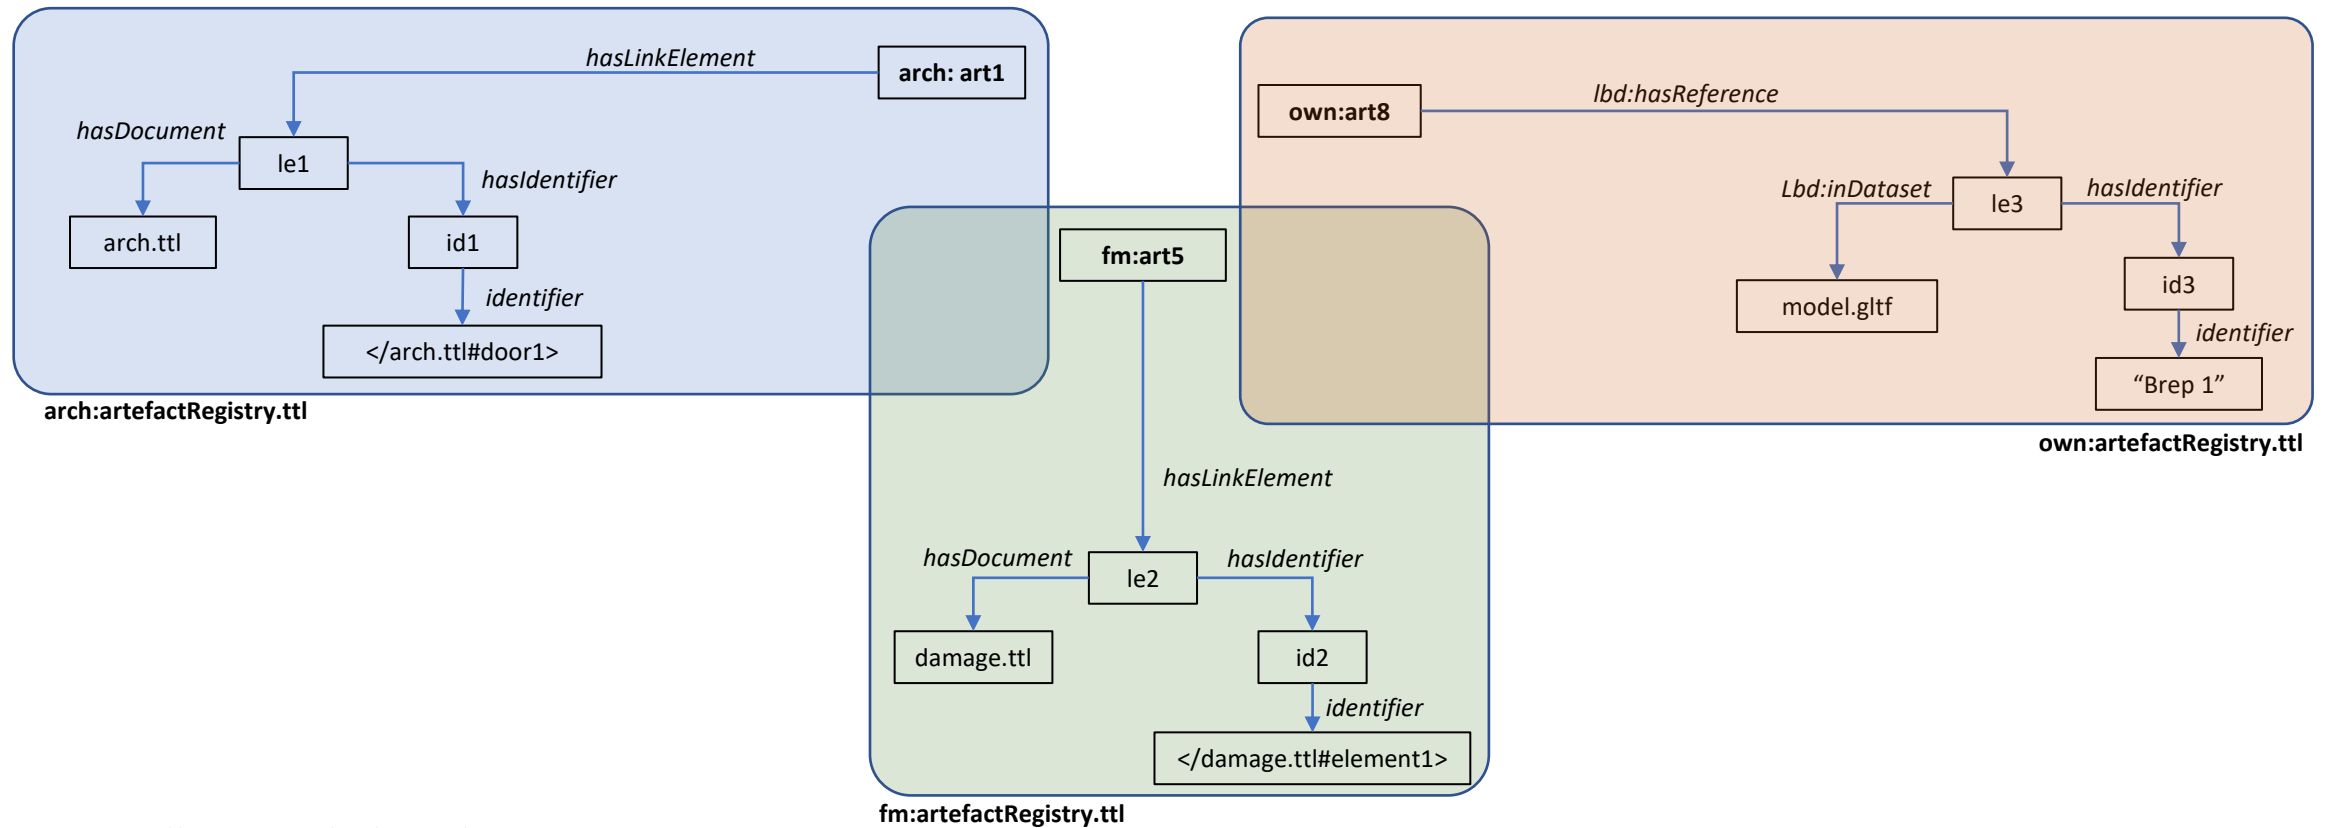 hasLinkElement
arch: art1
hasDocument
le1
hasIdentifier
arch.ttl
id1
identifier
</arch.ttl#door1>
arch:artefactRegistry.ttl
own:art8
lbd:hasReference
Lbd:inDataset
le3
hasIdentifier
model.gltf
id3
identifier
“Brep 1”
own:artefactRegistry.ttl
fm:art5
hasLinkElement
hasDocument
le2
hasIdentifier
damage.ttl
id2
identifier
</damage.ttl#element1>
fm:artefactRegistry.ttl